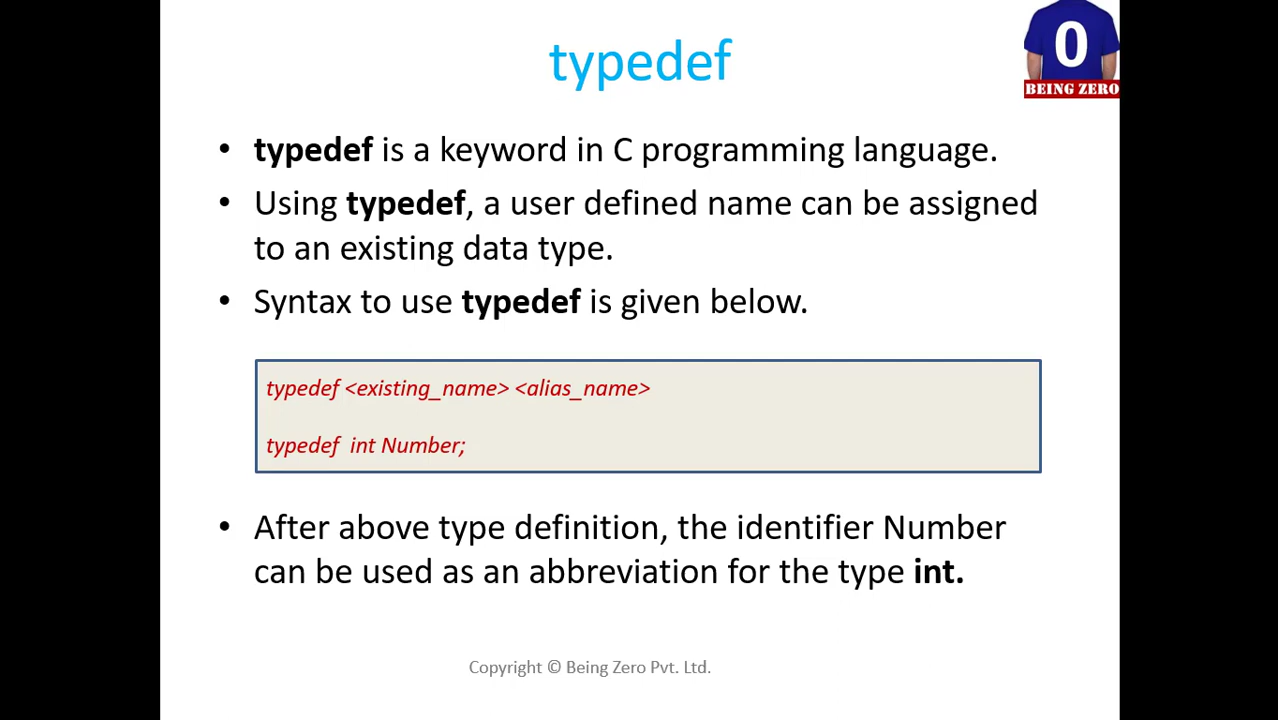 typedef
0
BEING ZERO
• typedef is a keyword in C programming language.
• Using typedef, a user defined name can be assigned
to an existing data type.
• Syntax to use typedef is given below.
typedef <existing_name> <alias_name>
typedef  int Number;
• After above type definition, the identifier Number
can be used as an abbreviation for the type int.
Copyright © Being Zero Pvt. Ltd.